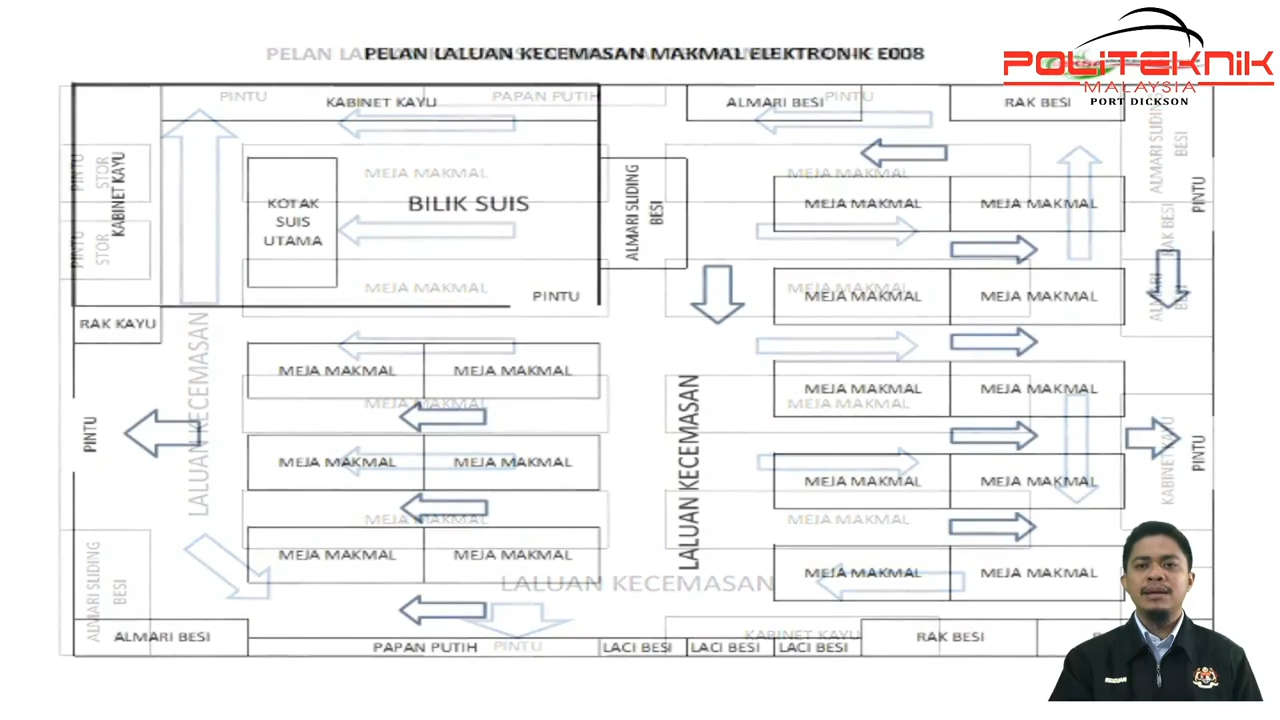 PELAN LALUAN KECEMASAN MAKMAL ELEKTRONIK E008
POLITEKNIK
MALAYSIA
PORT DICKSON
PINTU
KABINET KAYU
PAPAN PUTIH
ALMARI BESI
PINTU
RAK BESI
PINTU
STOR
KABINET KAYU
PINTU
STOR
MEJA MAKMAL
KOTAK
SUIS
UTAMA
BILIK SUIS
ALMARI SLIDING
BESI
MEJA MAKMAL
MEJA MAKMAL
ALMARI SLIDING
BESI
PINTU
RAK BESI
MEJA MAKMAL
PINTU
MEJA MAKMAL
MEJA MAKMAL
MEJA MAKMAL
ALMARI
BESI
RAK KAYU
LALUAN KECEMASAN
MEJA MAKMAL
MEJA MAKMAL
MEJA MAKMAL
MEJA MAKMAL
MEJA MAKMAL
MEJA MAKMAL
PINTU
LALUAN KECEMASAN
KABINET KAYU
PINTU
MEJA MAKMAL
MEJA MAKMAL
MEJA MAKMAL
MEJA MAKMAL
MEJA MAKMAL
MEJA MAKMAL
MEJA MAKMAL
MEJA MAKMAL
MEJA MAKMAL
MEJA MAKMAL
ALMARI SLIDING
BESI
LALUAN KECEMASAN
ALMARI BESI
PAPAN PUTIH
PINTU
LACI BESI
LACI BESI
LACI BESI
KABINET KAYU
RAK BESI